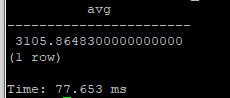 avg
-----------------------
3105.8648300000000000
(1 row)
Time: 77.653 ms